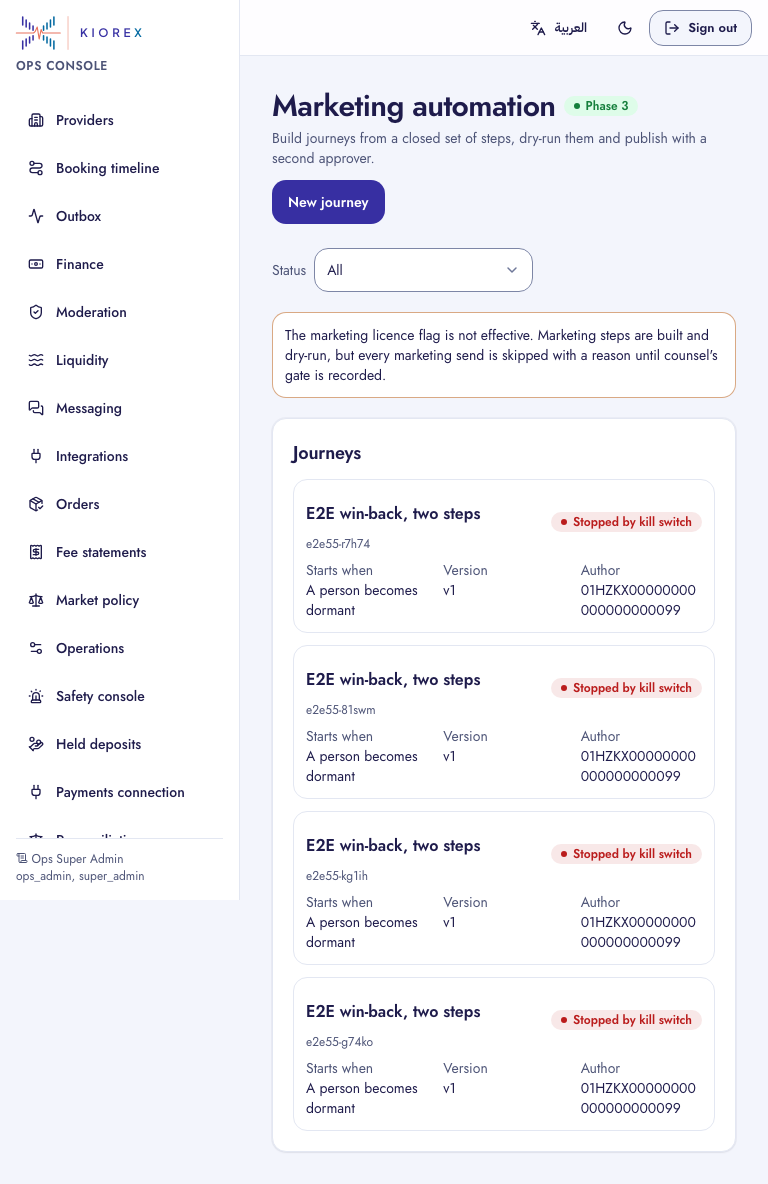 KIOREX
OPS CONSOLE
Providers
Booking timeline
Outbox
Finance
Moderation
Liquidity
Messaging
Integrations
Orders
Fee statements
Market policy
Operations
Safety console
Held deposits
Payments connection
Ops Super Admin
ops_admin, super_admin
العربية
Sign out
Marketing automation
Phase 3
Build journeys from a closed set of steps, dry-run them and publish with a
second approver.
New journey
Status
All
The marketing licence flag is not effective. Marketing steps are built and
dry-run, but every marketing send is skipped with a reason until counsel's
gate is recorded.
Journeys
E2E win-back, two steps
Stopped by kill switch
e2e55-r7h74
Starts when
A person becomes
dormant
Version
v1
Author
01HZKX00000000
000000000099
E2E win-back, two steps
Stopped by kill switch
e2e55-81swm
Starts when
A person becomes
dormant
Version
v1
Author
01HZKX00000000
000000000099
E2E win-back, two steps
Stopped by kill switch
e2e55-kg1ih
Starts when
A person becomes
dormant
Version
v1
Author
01HZKX00000000
000000000099
E2E win-back, two steps
Stopped by kill switch
e2e55-g74ko
Starts when
A person becomes
dormant
Version
v1
Author
01HZKX00000000
000000000099